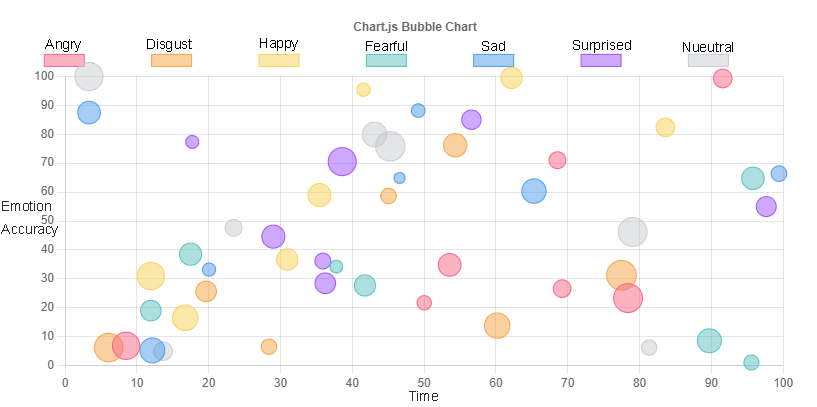 Chart.js Bubble Chart
Angry Disgust Happy Fearful Sad Surprised Nueutral
100
90
80
70
60
Emotion
50
Accuracy
40
30
20
10
0
0 10 20 30 40 50 60 70 80 90 100
Time